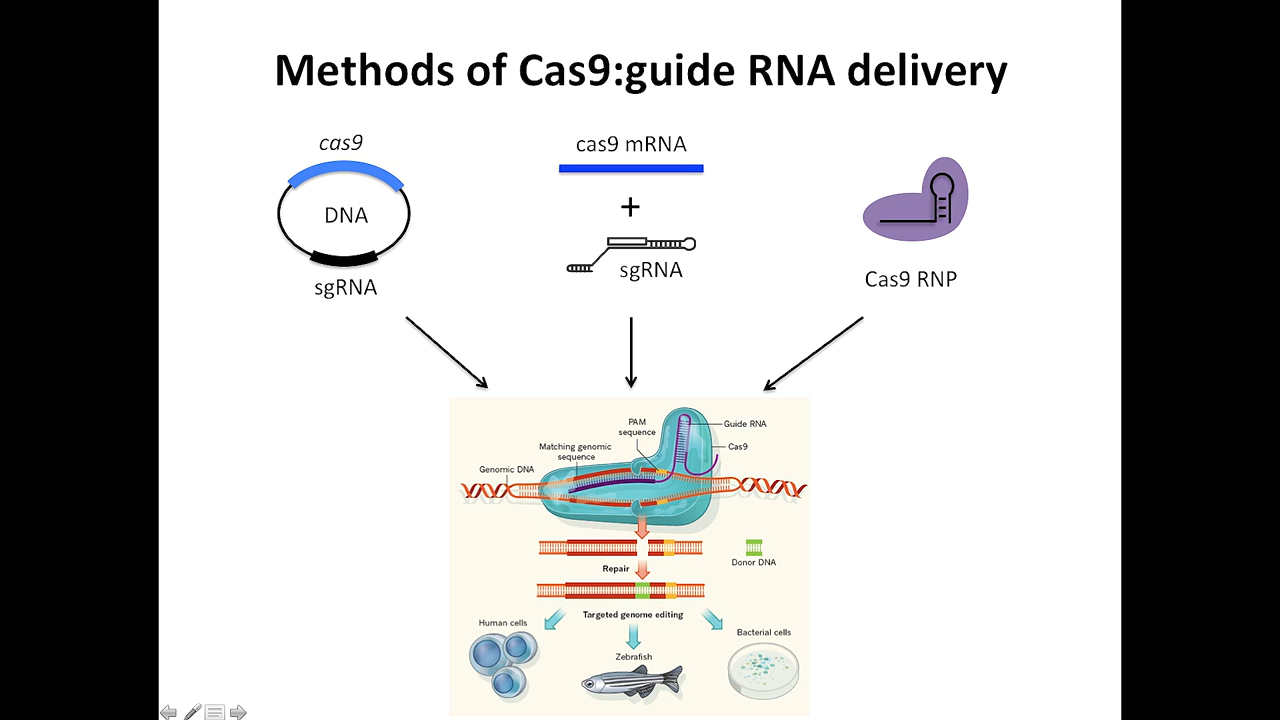 Methods of Cas9:guide RNA delivery
cas9
DNA
sgRNA
cas9 mRNA
+
sgRNA
Cas9 RNP
PAM
sequence
Guide RNA
Cas9
Matching genomic
sequence
Genomic DNA
Donor DNA
Repair
Targeted genome editing
Human cells
Zebrafish
Bacterial cells